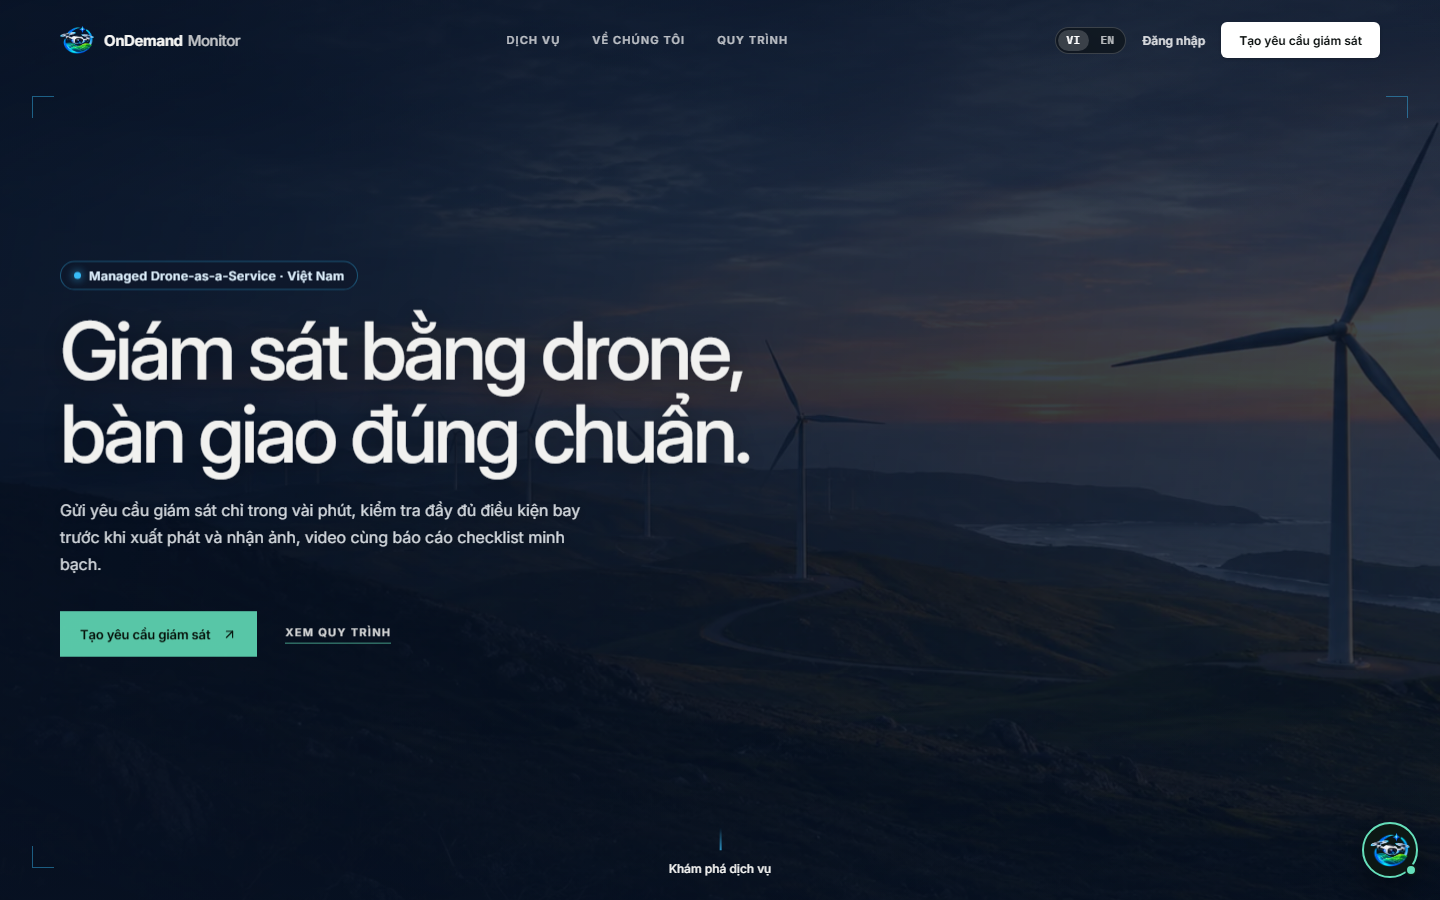 OnDemand Monitor
DỊCH VỤ
VỀ CHÚNG TÔI
QUY TRÌNH
VI
EN
Đăng nhập
Tạo yêu cầu giám sát
Managed Drone-as-a-Service · Việt Nam
Giám sát bằng drone,
bàn giao đúng chuẩn.
Gửi yêu cầu giám sát chỉ trong vài phút, kiểm tra đầy đủ điều kiện bay
trước khi xuất phát và nhận ảnh, video cùng báo cáo checklist minh
bạch.
Tạo yêu cầu giám sát
XEM QUY TRÌNH
Khám phá dịch vụ